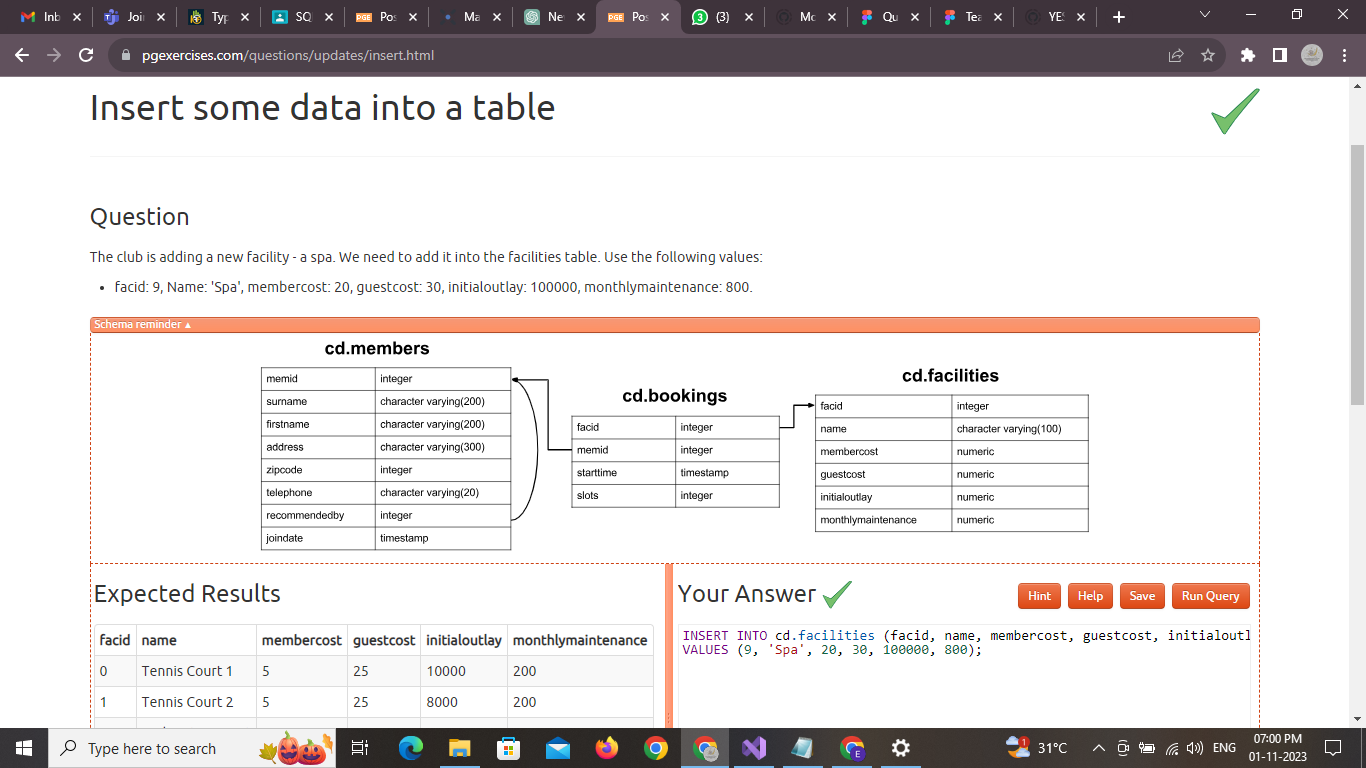 Inb
Joii
Typ
SQ
PGE
Pos
Ma
Nev
PGE
Pos
3
(3)
Mc
Qu
Tea
YE
pgexercises.com/questions/updates/insert.html
Insert some data into a table
Question
The club is adding a new facility - a spa. We need to add it into the facilities table. Use the following values:
• facid: 9, Name: 'Spa', membercost: 20, guestcost: 30, initialoutlay: 100000, monthlymaintenance: 800.
Schema reminder ▲
cd.members
memid integer
surname character varying(200)
firstname character varying(200)
address character varying(300)
zipcode integer
telephone character varying(20)
recommendedby integer
joindate timestamp
cd.bookings
facid integer
memid integer
starttime timestamp
slots integer
cd.facilities
facid integer
name character varying(100)
membercost numeric
guestcost numeric
initialoutlay numeric
monthlymaintenance numeric
Expected Results
facid name membercost guestcost initialoutlay monthlymaintenance
0 Tennis Court 1 5 25 10000 200
1 Tennis Court 2 5 25 8000 200
Your Answer
Hint Help Save Run Query
INSERT INTO cd.facilities (facid, name, membercost, guestcost, initialoutl
VALUES (9, 'Spa', 20, 30, 100000, 800);
Type here to search
E
1
31°C
ENG
07:00 PM
01-11-2023